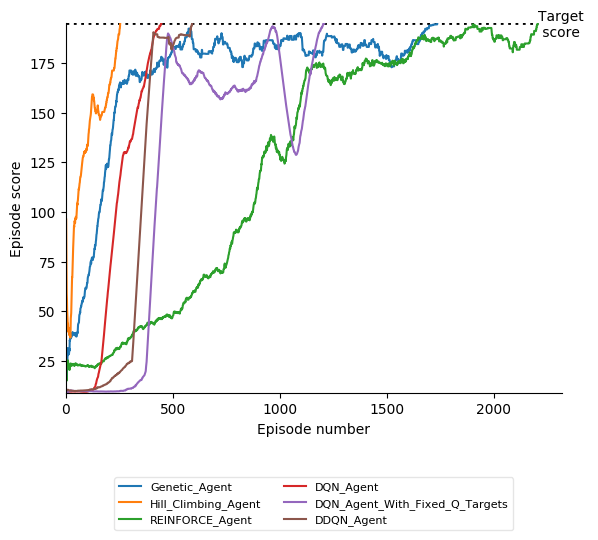 Target
score
175
150
125
100
75
50
25
Episode score
0
500
1000
1500
2000
Episode number
Genetic_Agent
Hill_Climbing_Agent
REINFORCE_Agent
DQN_Agent
DQN_Agent_With_Fixed_Q_Targets
DDQN_Agent